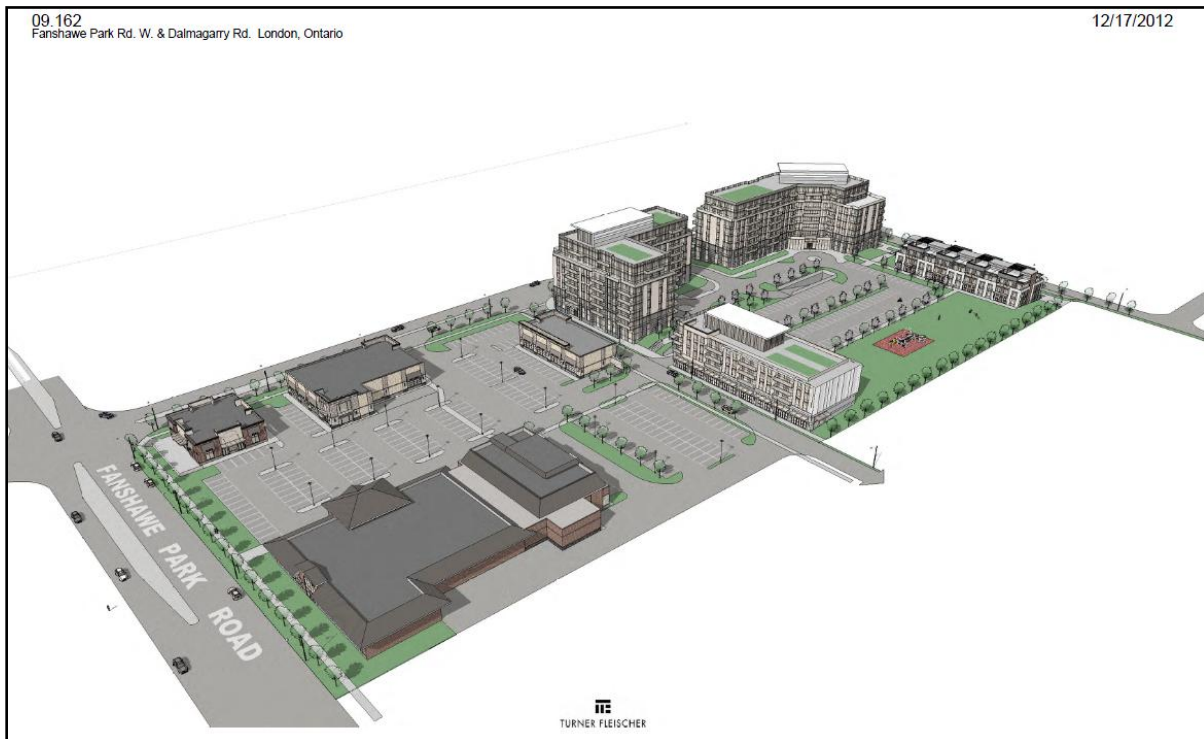 09.162
Fanshawe Park Rd. W. & Dalmagarry Rd.  London, Ontario
12/17/2012
FANSHAWE PARK ROAD
TURNER FLEISCHER